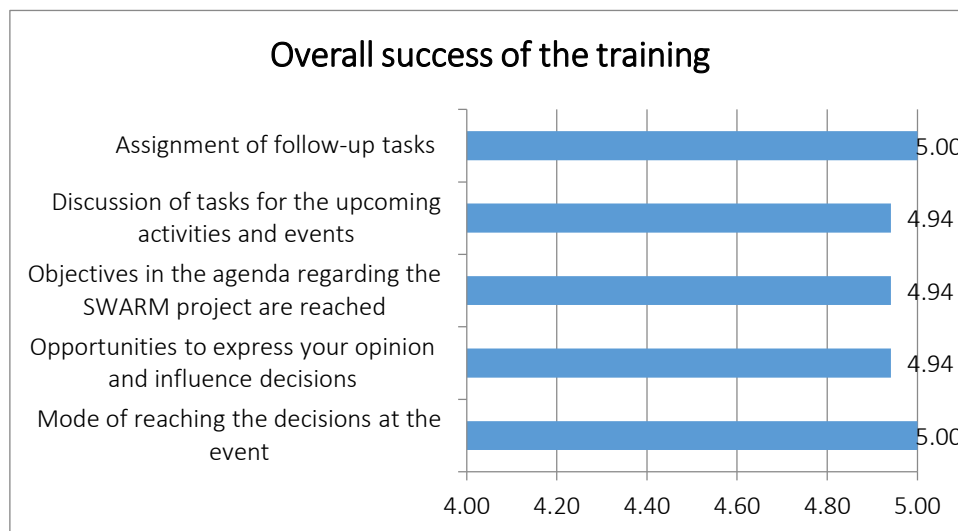 Overall success of the training
Assignment of follow-up tasks
5.00
Discussion of tasks for the upcoming
activities and events
4.94
Objectives in the agenda regarding the
SWARM project are reached
4.94
Opportunities to express your opinion
and influence decisions
4.94
Mode of reaching the decisions at the
event
5.00
4.00 4.20 4.40 4.60 4.80 5.00